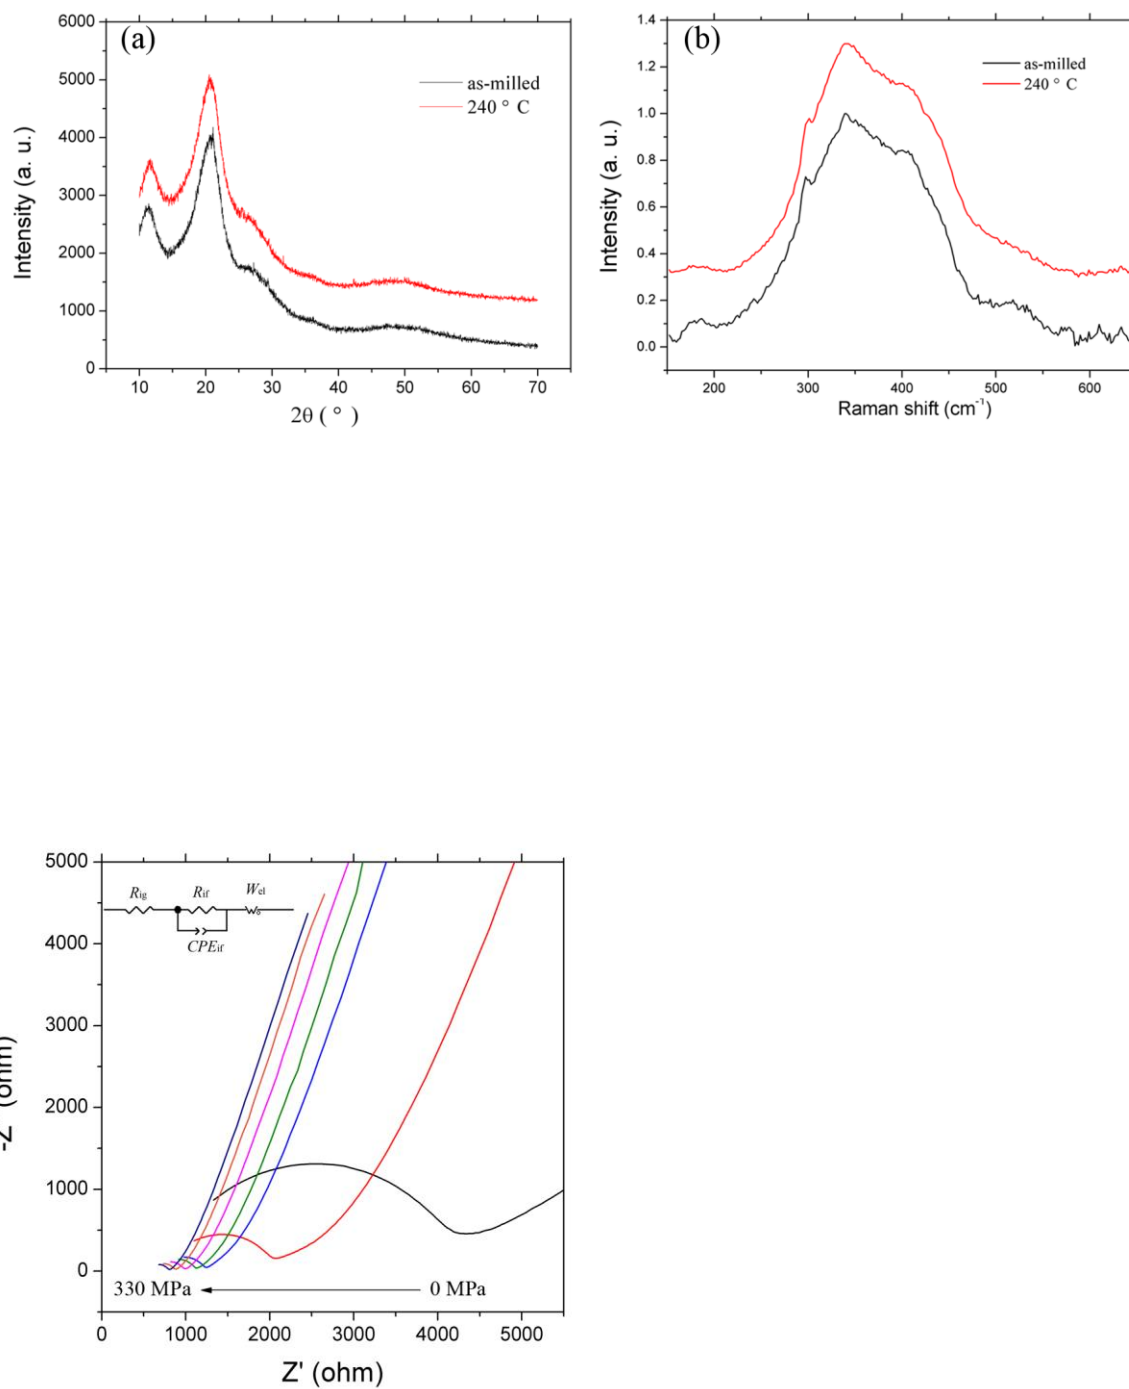 (a)
6000
5000
4000
3000
2000
1000
0
Intensity (a. u.)
as-milled
240 ° C
10 20 30 40 50 60 70
2θ ( ° )
(b)
1.4
1.2
1.0
0.8
0.6
0.4
0.2
0.0
Intensity (a. u.)
as-milled
240 ° C
200 300 400 500 600
Raman shift (cm⁻¹)
5000
4000
3000
2000
1000
0
-Z'' (ohm)
Rig Rif Wel
CPEif
330 MPa 0 MPa
0 1000 2000 3000 4000 5000
Z' (ohm)